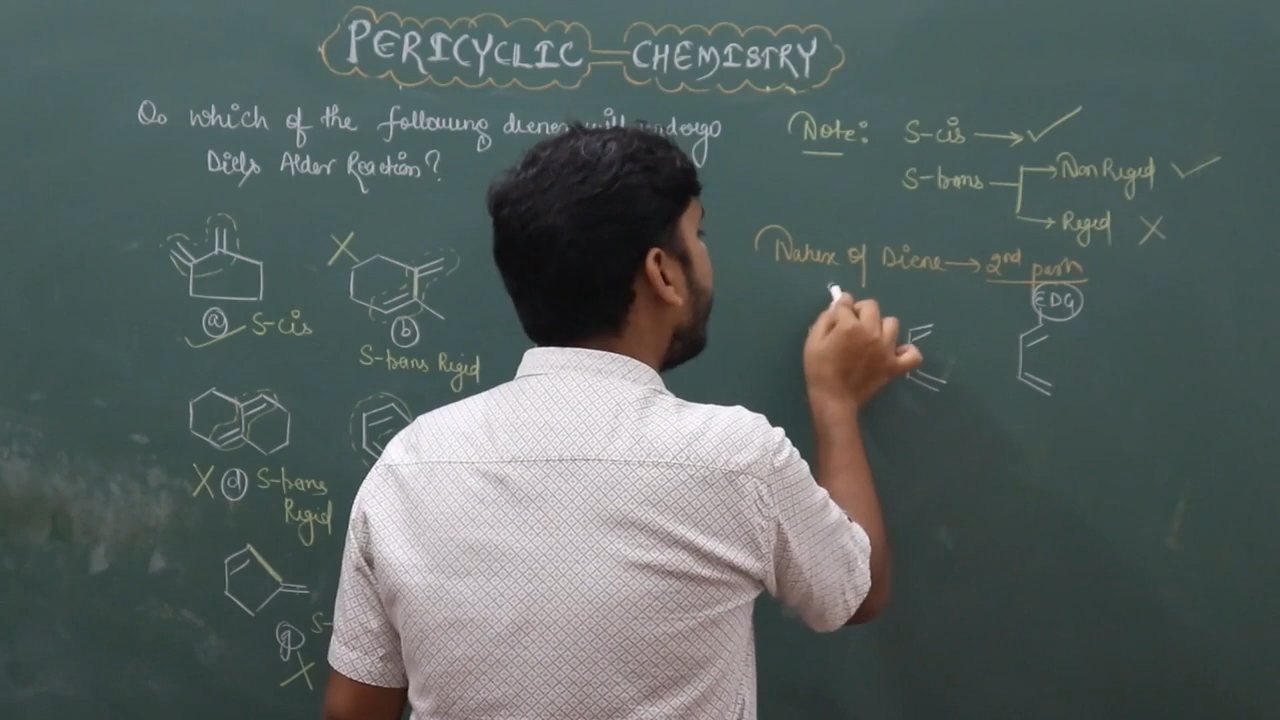 PERICYCLIC CHEMISTRY
Q. which of the following dienes will undergo
Diels Alder Reaction?
a
S-cis
X
b
S-trans Rigid
X d S-trans
Rigid
g S-
X
Note: S-cis → ✓
S-trans → Non Rigid ✓
→ Rigid X
Nature of Diene → 2nd part
EDG